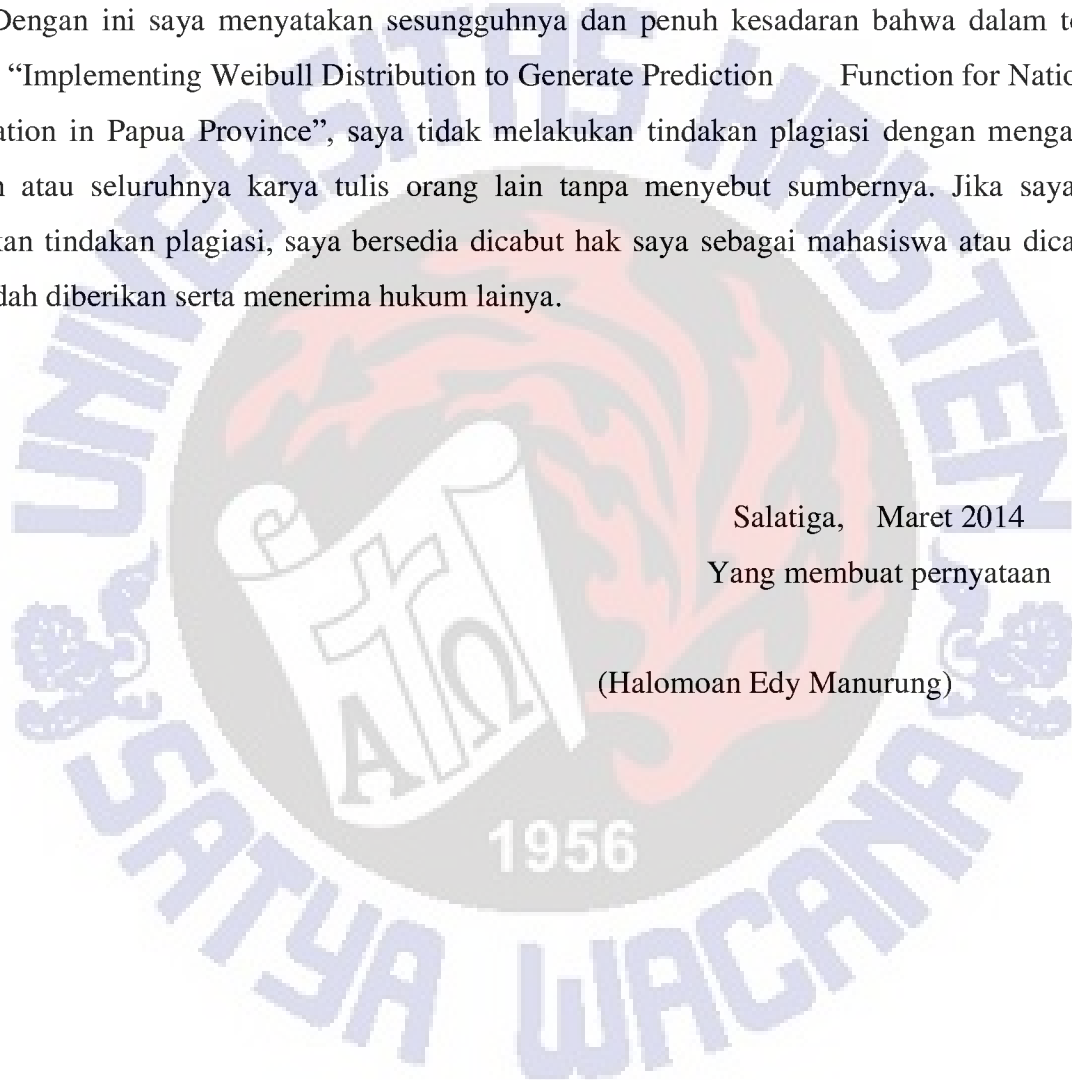 Dengan ini saya menyatakan sesungguhnya dan penuh kesadaran bahwa dalam
“Implementing Weibull Distribution to Generate Prediction Function for Natio
ation in Papua Province”, saya tidak melakukan tindakan plagiasi dengan menga
atau seluruhnya karya tulis orang lain tanpa menyebut sumbernya. Jika saya
kan tindakan plagiasi, saya bersedia dicabut hak saya sebagai mahasiswa atau dica
dah diberikan serta menerima hukum lainya.
Salatiga, Maret 2014
Yang membuat pernyataan
(Halomoan Edy Manurung)
UNIVERSITAS KRISTEN
SATYA WACANA
Α Ω
1956